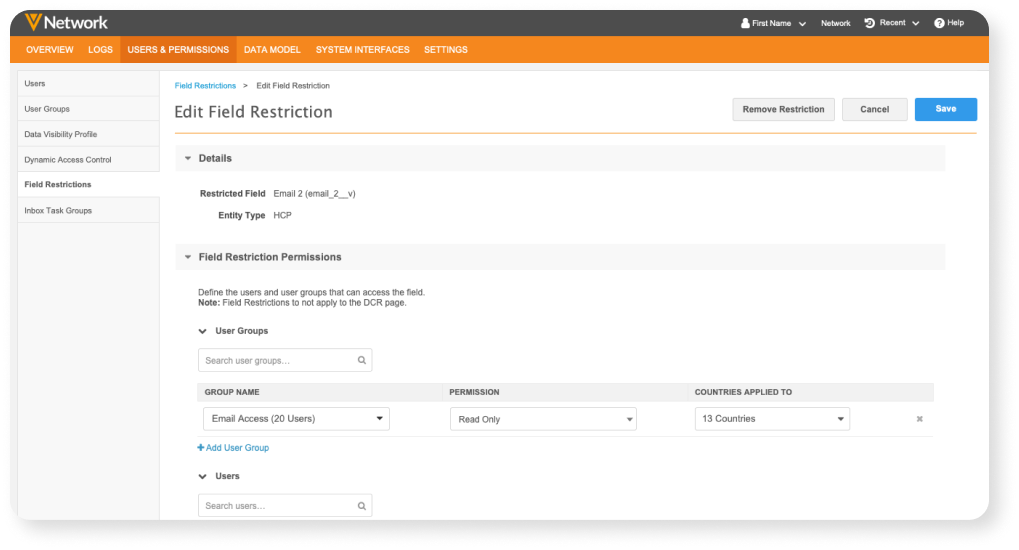 Network
First Name Network Recent Help
OVERVIEW LOGS USERS & PERMISSIONS DATA MODEL SYSTEM INTERFACES SETTINGS
Users
User Groups
Data Visibility Profile
Dynamic Access Control
Field Restrictions
Inbox Task Groups
Field Restrictions > Edit Field Restriction
Edit Field Restriction
Remove Restriction Cancel Save
Details
Restricted Field Email 2 (email_2__v)
Entity Type HCP
Field Restriction Permissions
Define the users and user groups that can access the field.
Note: Field Restrictions to not apply to the DCR page.
User Groups
Search user groups...
GROUP NAME PERMISSION COUNTRIES APPLIED TO
Email Access (20 Users) Read Only 13 Countries
+ Add User Group
Users
Search users...